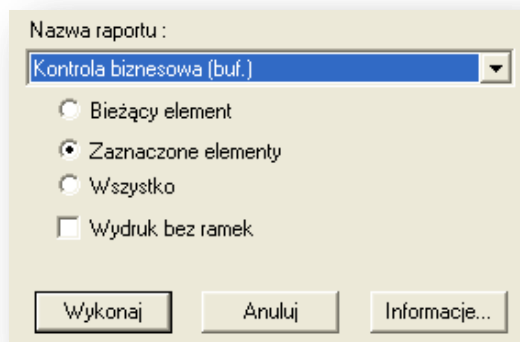 Nazwa raportu :
Kontrola biznesowa (buf.)
Bieżący element
Zaznaczone elementy
Wszystko
Wydruk bez ramek
Wykonaj Anuluj Informacje...